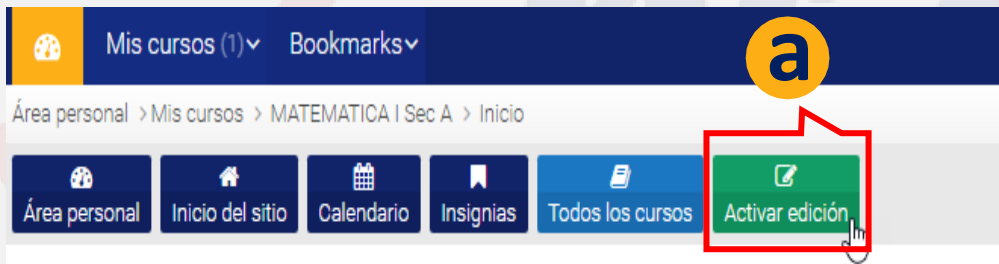 Mis cursos (1) Bookmarks
a
Área personal > Mis cursos > MATEMATICA I Sec A > Inicio
Área personal Inicio del sitio Calendario Insignias Todos los cursos Activar edición